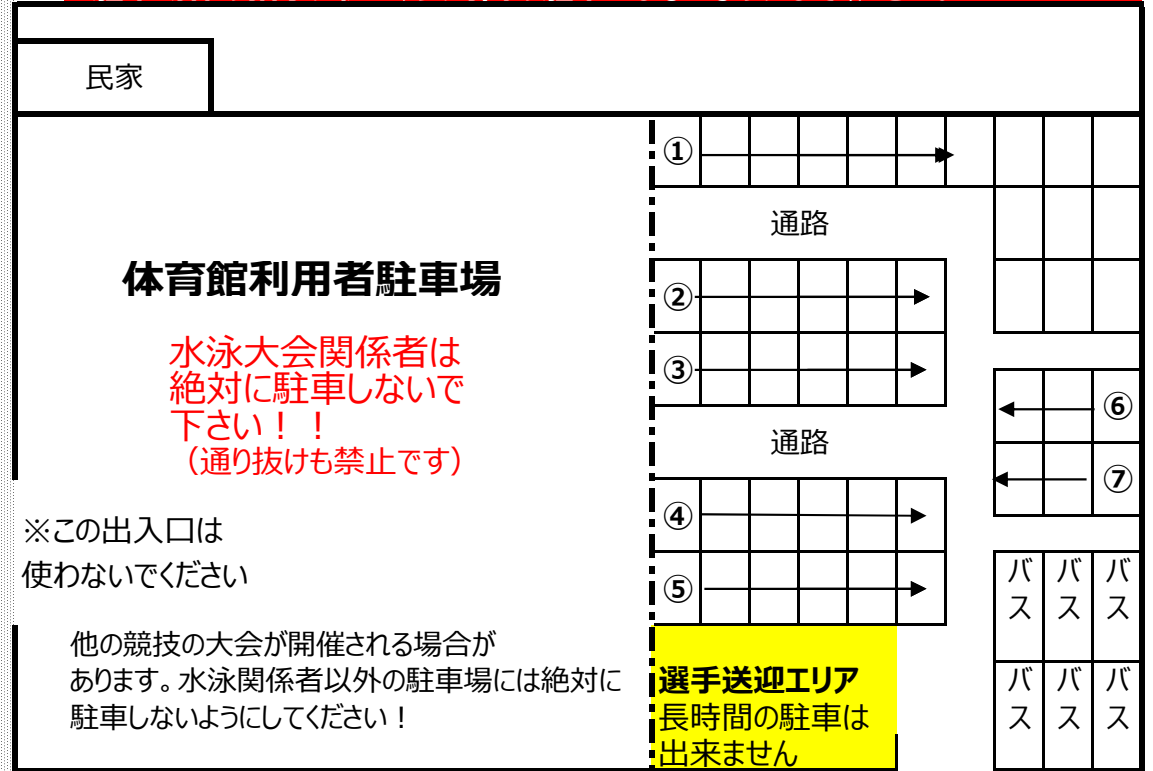 民家
①
通路
体育館利用者駐車場
②
水泳大会関係者は
絶対に駐車しないで
下さい！！
（通り抜けも禁止です）
③
⑥
通路
⑦
④
※この出入口は
使わないでください
⑤
バス バス バス
他の競技の大会が開催される場合が
あります。水泳関係者以外の駐車場には絶対に
駐車しないようにしてください！
選手送迎エリア
長時間の駐車は
出来ません
バス バス バス